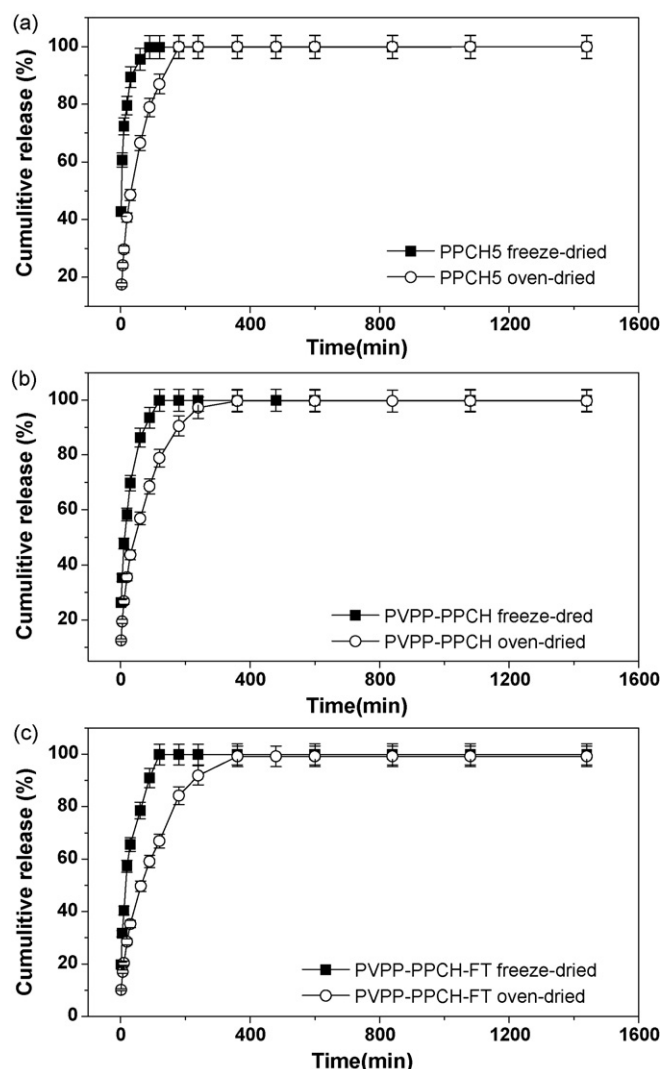 (a)
100
80
60
40
20
Cumulitive release (%)
PPCH5 freeze-dried
PPCH5 oven-dried
0 400 800 1200 1600
Time(min)
(b)
100
80
60
40
20
Cumulitive release (%)
PVPP-PPCH freeze-dred
PVPP-PPCH oven-dried
0 400 800 1200 1600
Time(min)
(c)
100
80
60
40
20
0
Cumulitive release (%)
PVPP-PPCH-FT freeze-dried
PVPP-PPCH-FT oven-dried
0 400 800 1200 1600
Time(min)